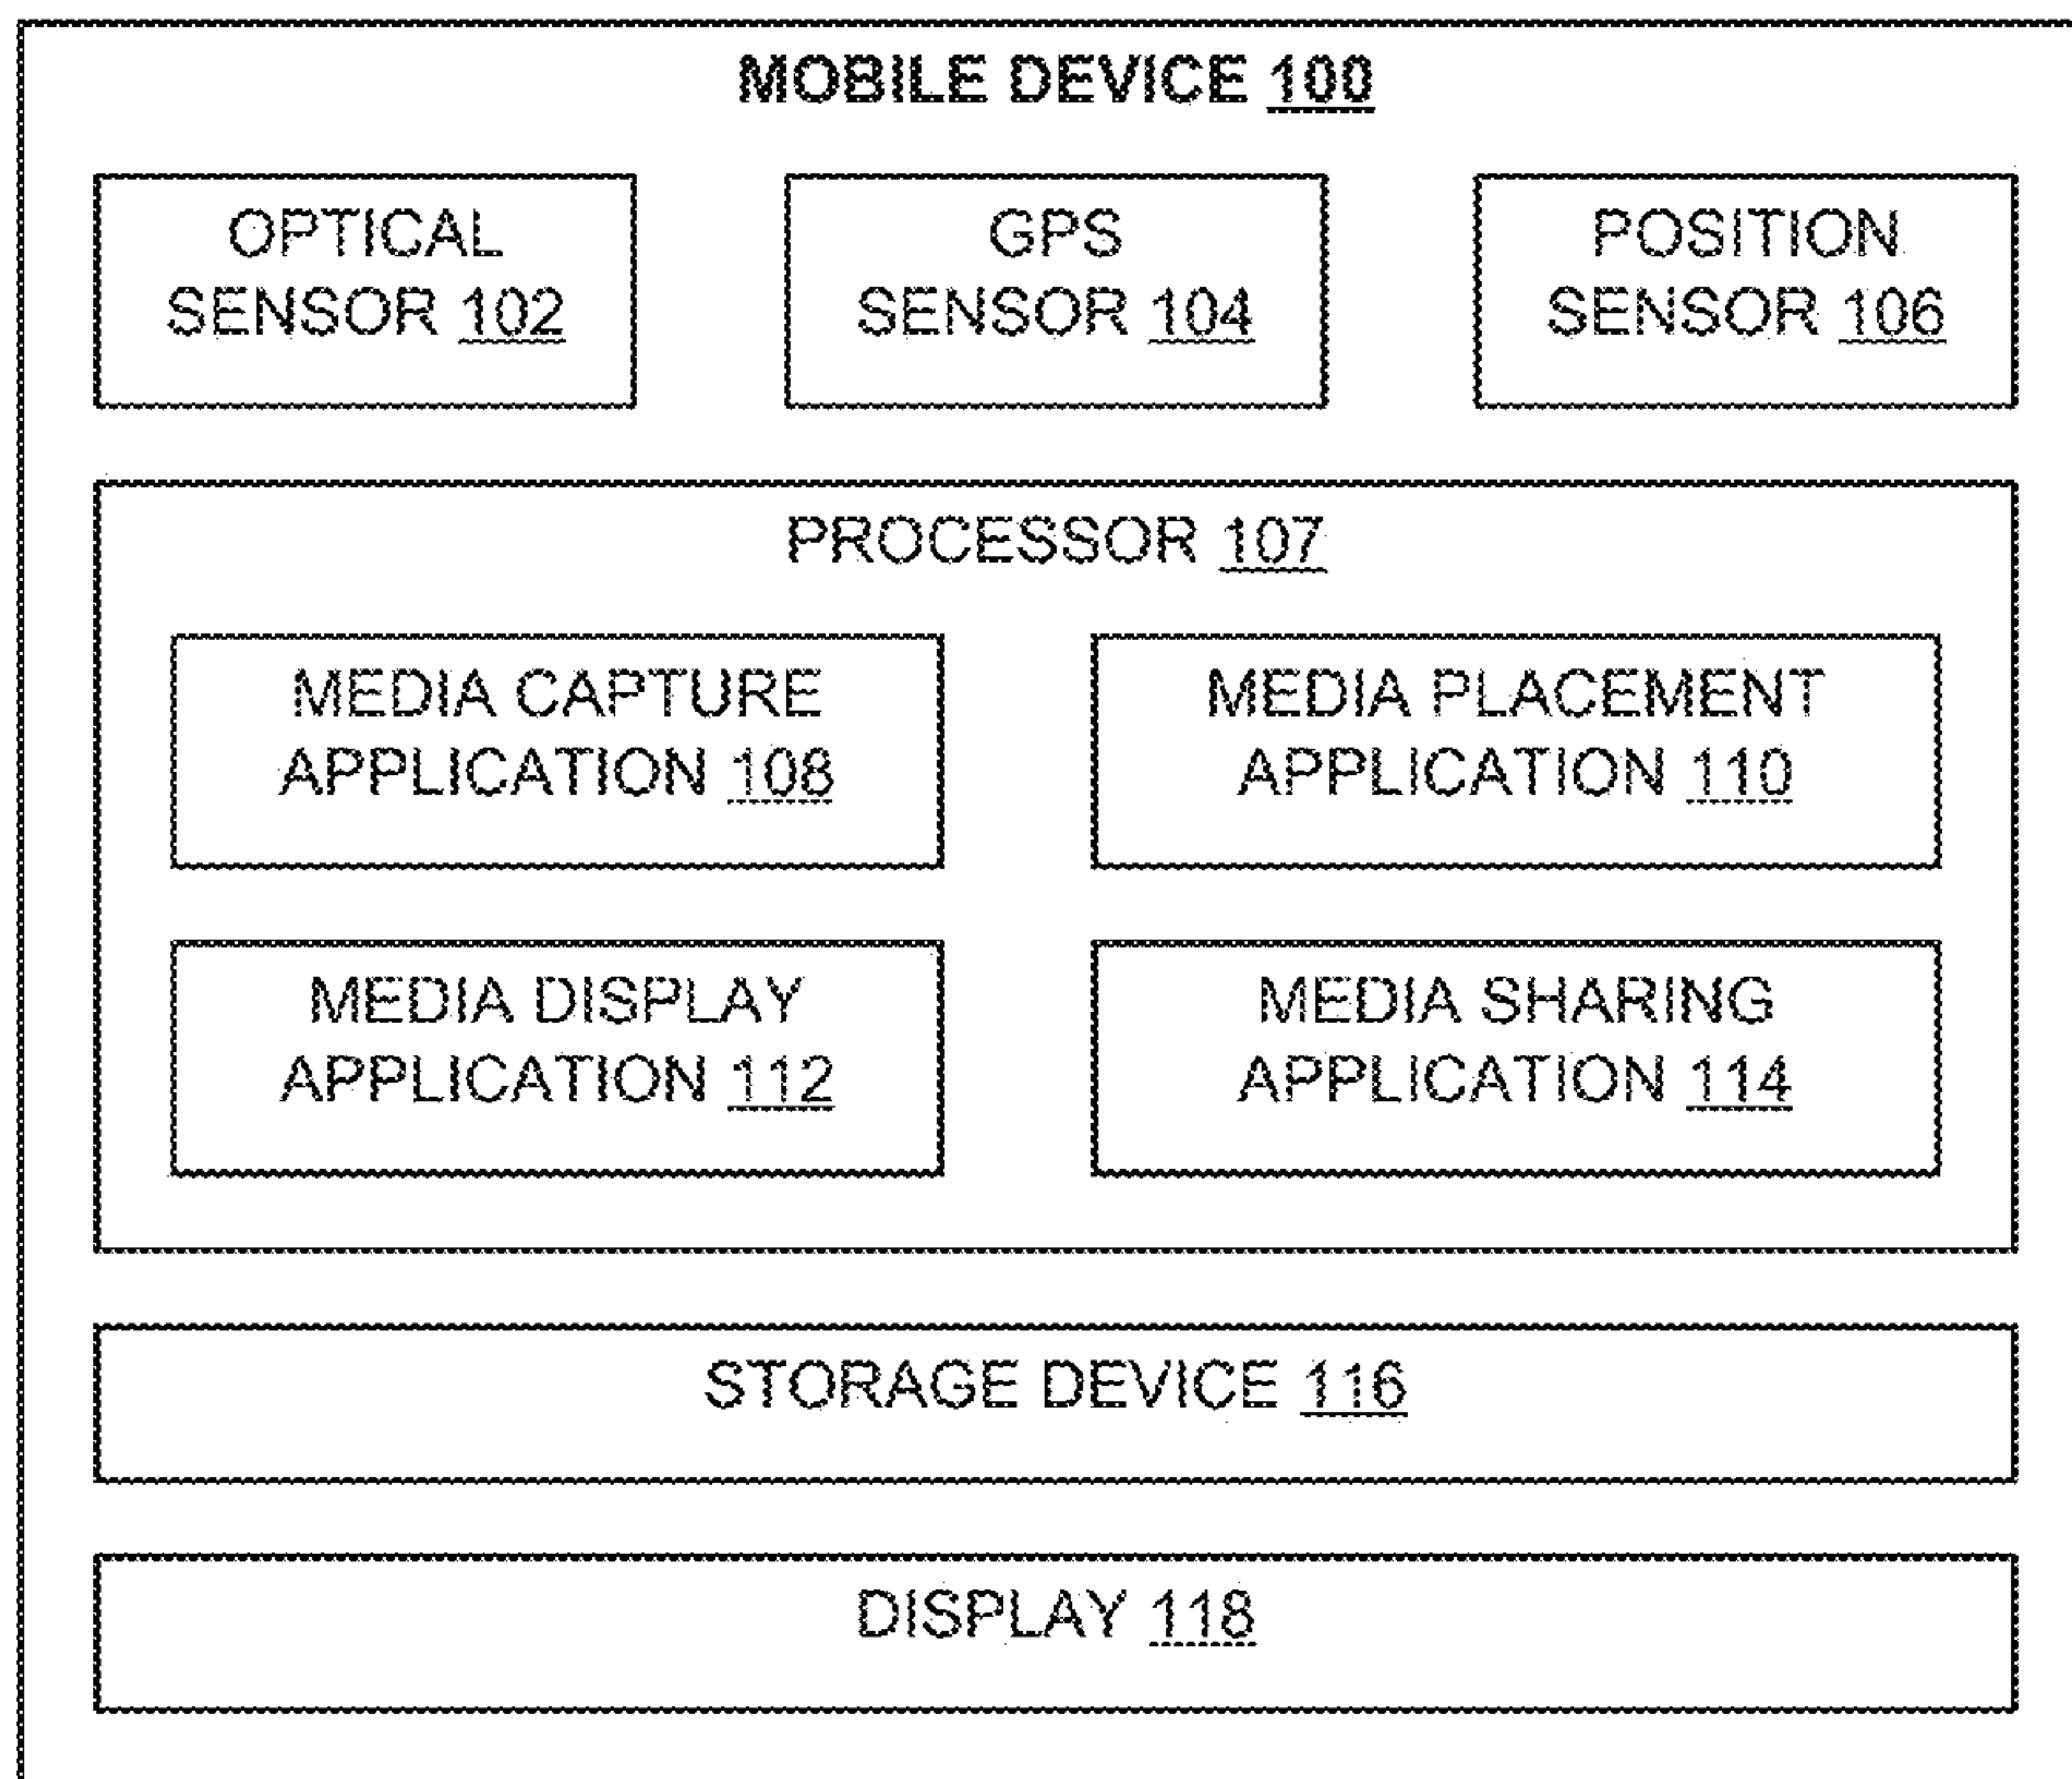 MOBILE DEVICE 100
OPTICAL
SENSOR 102
GPS
SENSOR 104
POSITION
SENSOR 106
PROCESSOR 107
MEDIA CAPTURE
APPLICATION 108
MEDIA PLACEMENT
APPLICATION 110
MEDIA DISPLAY
APPLICATION 112
MEDIA SHARING
APPLICATION 114
STORAGE DEVICE 116
DISPLAY 118